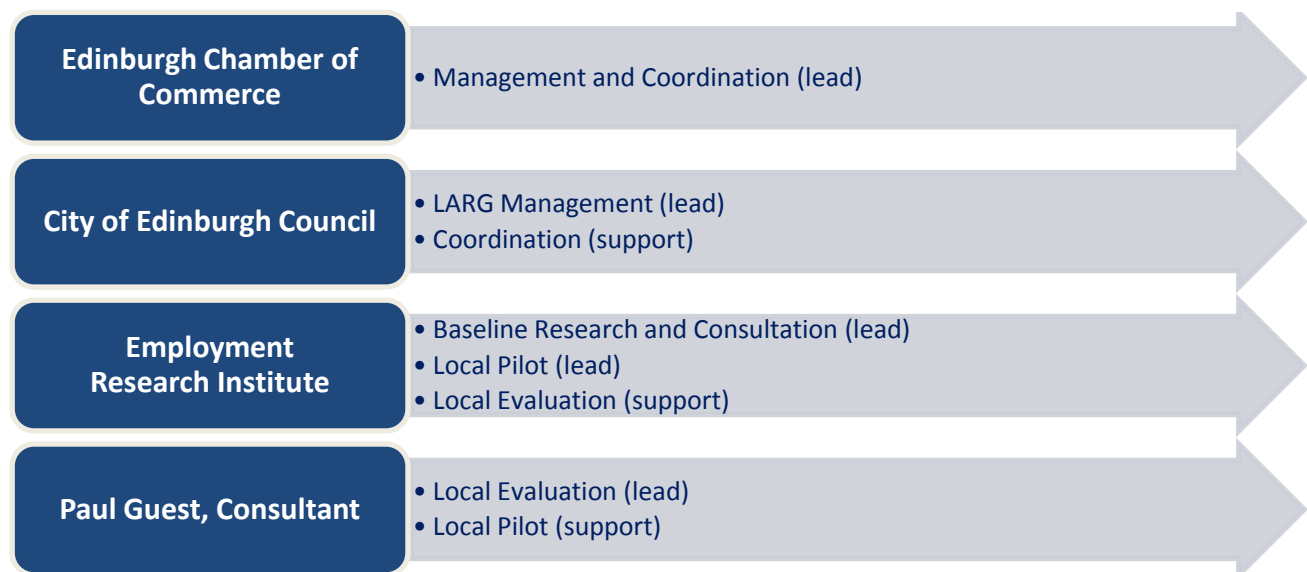 Edinburgh Chamber of
Commerce
• Management and Coordination (lead)
City of Edinburgh Council
• LARG Management (lead)
• Coordination (support)
Employment
Research Institute
• Baseline Research and Consultation (lead)
• Local Pilot (lead)
• Local Evaluation (support)
Paul Guest, Consultant
• Local Evaluation (lead)
• Local Pilot (support)